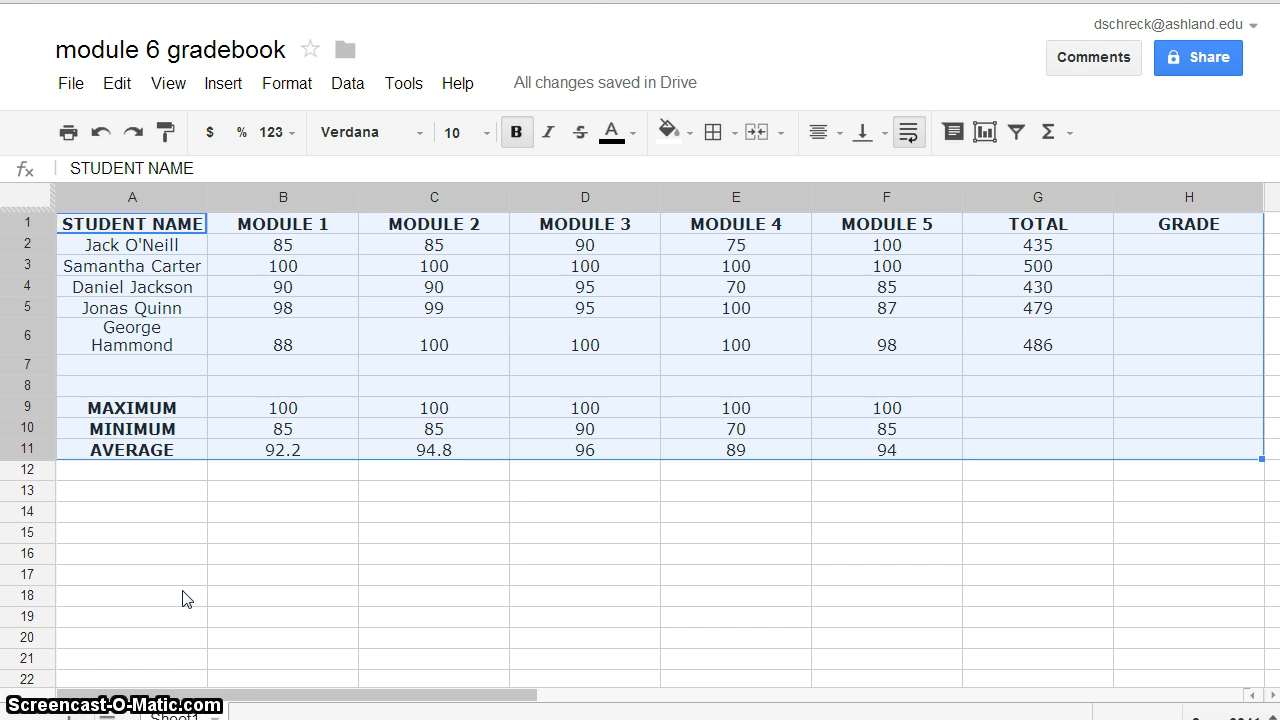 dschreck@ashland.edu
module 6 gradebook
Comments
Share
File Edit View Insert Format Data Tools Help All changes saved in Drive
$ % 123 Verdana 10 B I S A Σ
fx STUDENT NAME
A B C D E F G H
1 STUDENT NAME MODULE 1 MODULE 2 MODULE 3 MODULE 4 MODULE 5 TOTAL GRADE
2 Jack O'Neill 85 85 90 75 100 435
3 Samantha Carter 100 100 100 100 100 500
4 Daniel Jackson 90 90 95 70 85 430
5 Jonas Quinn 98 99 95 100 87 479
George
6 Hammond 88 100 100 100 98 486
7
8
9 MAXIMUM 100 100 100 100 100
10 MINIMUM 85 85 90 70 85
11 AVERAGE 92.2 94.8 96 89 94
12
13
14
15
16
17
18
19
20
21
22
Screencast-O-Matic.com
Sheet1